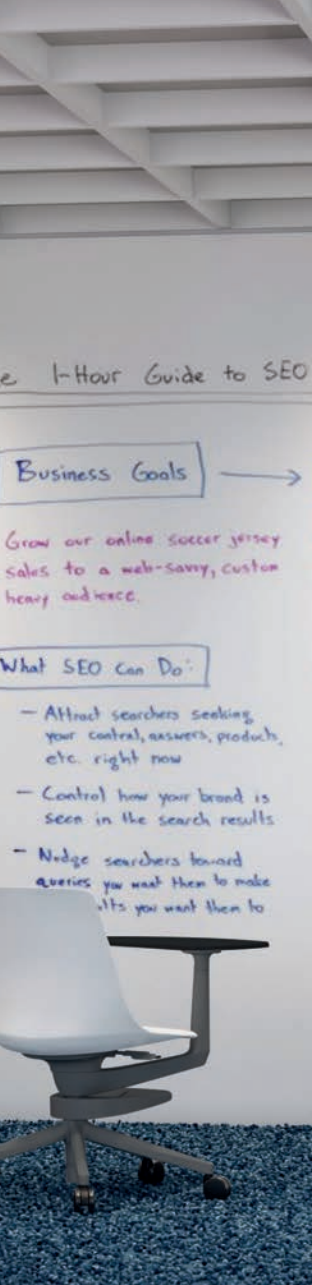 e 1-Hour Guide to SEO
Business Goals
Grow our online soccer jersey
sales to a web-savvy, custom
heavy audience.
What SEO Can Do:
- Attract searchers seeking
your content, answers, products,
etc. right now
- Control how your brand is
seen in the search results
- Nudge searchers toward
queries you want them to make
ults you want them to